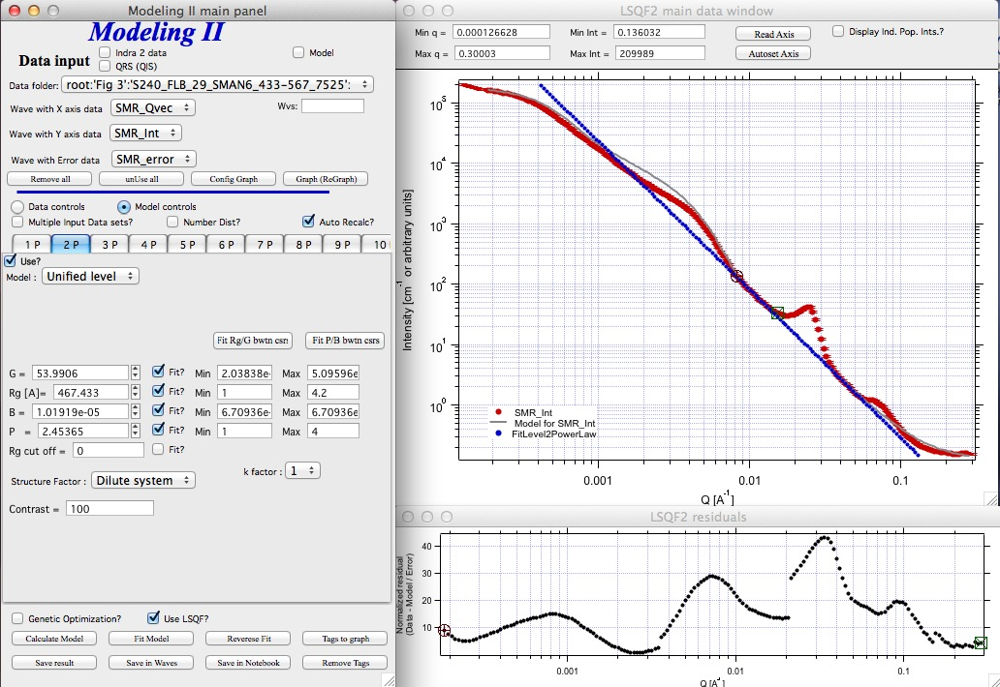 Modeling II main panel
Modeling II
Data input
Indra 2 data
QRS (QIS)
Model
Data folder: root:'Fig 3':'S240_FLB_29_SMAN6_433-567_7525':
Wave with X axis data SMR_Qvec Wvs:
Wave with Y axis data SMR_Int
Wave with Error data SMR_error
Remove all unUse all Config Graph Graph (ReGraph)
Data controls Model controls
Multiple Input Data sets? Number Dist? Auto Recalc?
1 P 2 P 3 P 4 P 5 P 6 P 7 P 8 P 9 P 10
Use?
Model : Unified level
Fit Rg/G bwtn csrs Fit P/B bwtn csrs
G = 53.9906 Fit? Min 2.03838e- Max 5.09596e
Rg [A]= 467.433 Fit? Min 1 Max 4.2
B = 1.01919e-05 Fit? Min 6.70936e- Max 6.70936e
P = 2.45365 Fit? Min 1 Max 4
Rg cut off = 0 Fit?
Structure Factor : Dilute system k factor : 1
Contrast = 100
Genetic Optimization? Use LSQF?
Calculate Model Fit Model Reverese Fit Tags to graph
Save result Save in Waves Save in Notebook Remove Tags
LSQF2 main data window
Min q = 0.000126628 Min Int = 0.136032 Read Axis Display Ind. Pop. Ints.?
Max q = 0.30003 Max Int = 209989 Autoset Axis
Intensity [cm-1 or arbitrary units]
10^5
10^4
10^3
10^2
10^1
10^0
SMR_Int
Model for SMR_Int
FitLevel2PowerLaw
0.001 0.01 0.1
Q [A-1]
LSQF2 residuals
Normalized residual
(Da - Model / Error)
40
30
20
10
0.001 0.01 0.1
Q [A-1]